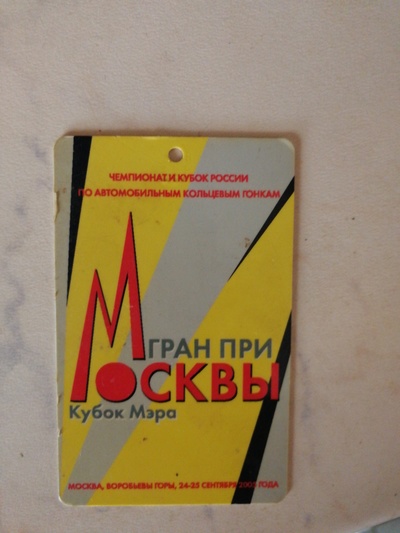 ЧЕМПИОНАТ И КУБОК РОССИИ
ПО АВТОМОБИЛЬНЫМ КОЛЬЦЕВЫМ ГОНКАМ
ГРАН ПРИ
МОСКВЫ
Кубок Мэра
МОСКВА, ВОРОБЬЕВЫ ГОРЫ, 24-25 СЕНТЯБРЯ ГОДА